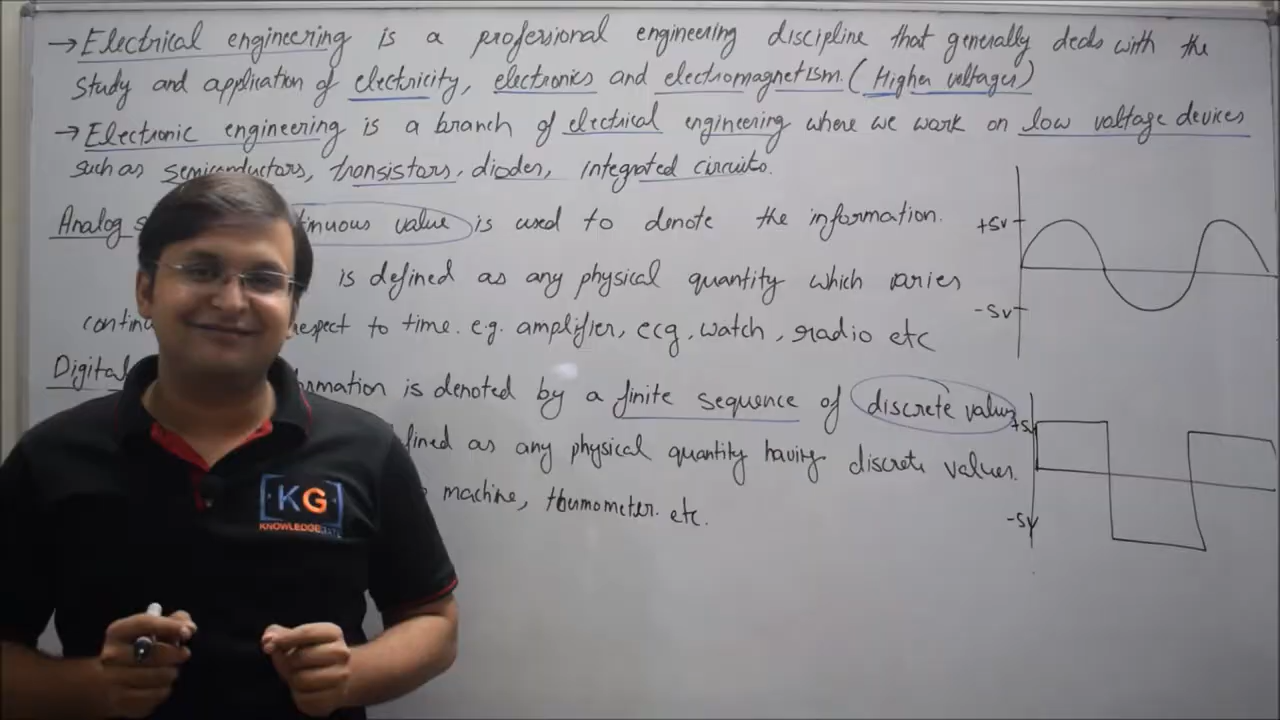 → Electrical engineering is a professional engineering discipline that generally deals with the
study and application of electricity, electronics and electromagnetism. (Higher voltages)
→ Electronic engineering is a branch of electrical engineering where we work on low voltage devices
such as semiconductors, transistors, diodes, integrated circuits.
Analog s tinuous value is used to denote the information.
is defined as any physical quantity which varies
contin respect to time. e.g. amplifier, ecg, watch, radio etc
Digital rmation is denoted by a finite sequence of discrete values
fined as any physical quantity having discrete values.
machine, thermometer. etc.
+5v
-5v
+5v
-5v
KG
KNOWLEDGE